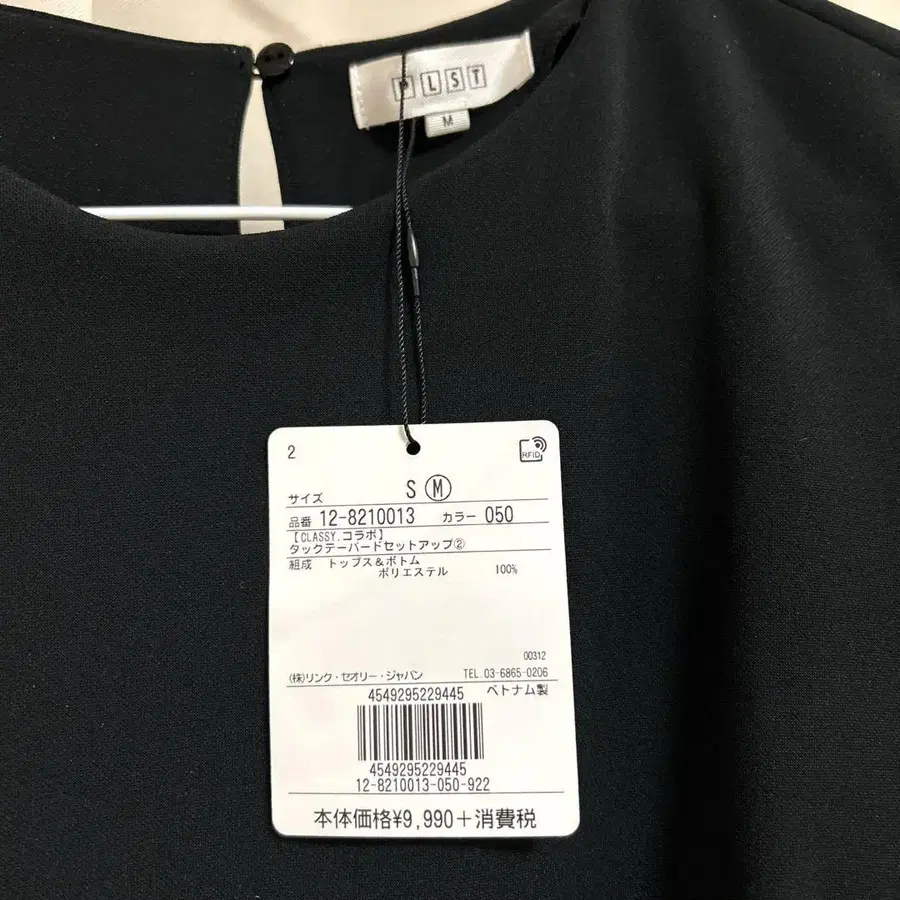 PLST
M
2
RFID
サイズ S Ⓜ
品番 12-8210013 カラー 050
【CLASSY.コラボ】
タックテーパードセットアップ②
組成 トップス&ボトム
ポリエステル 100%
00312
(株)リンク・セオリー・ジャパン TEL.03-6865-0206
4549295229445 ベトナム製
4549295229445
12-8210013-050-922
本体価格¥9,990+消費税